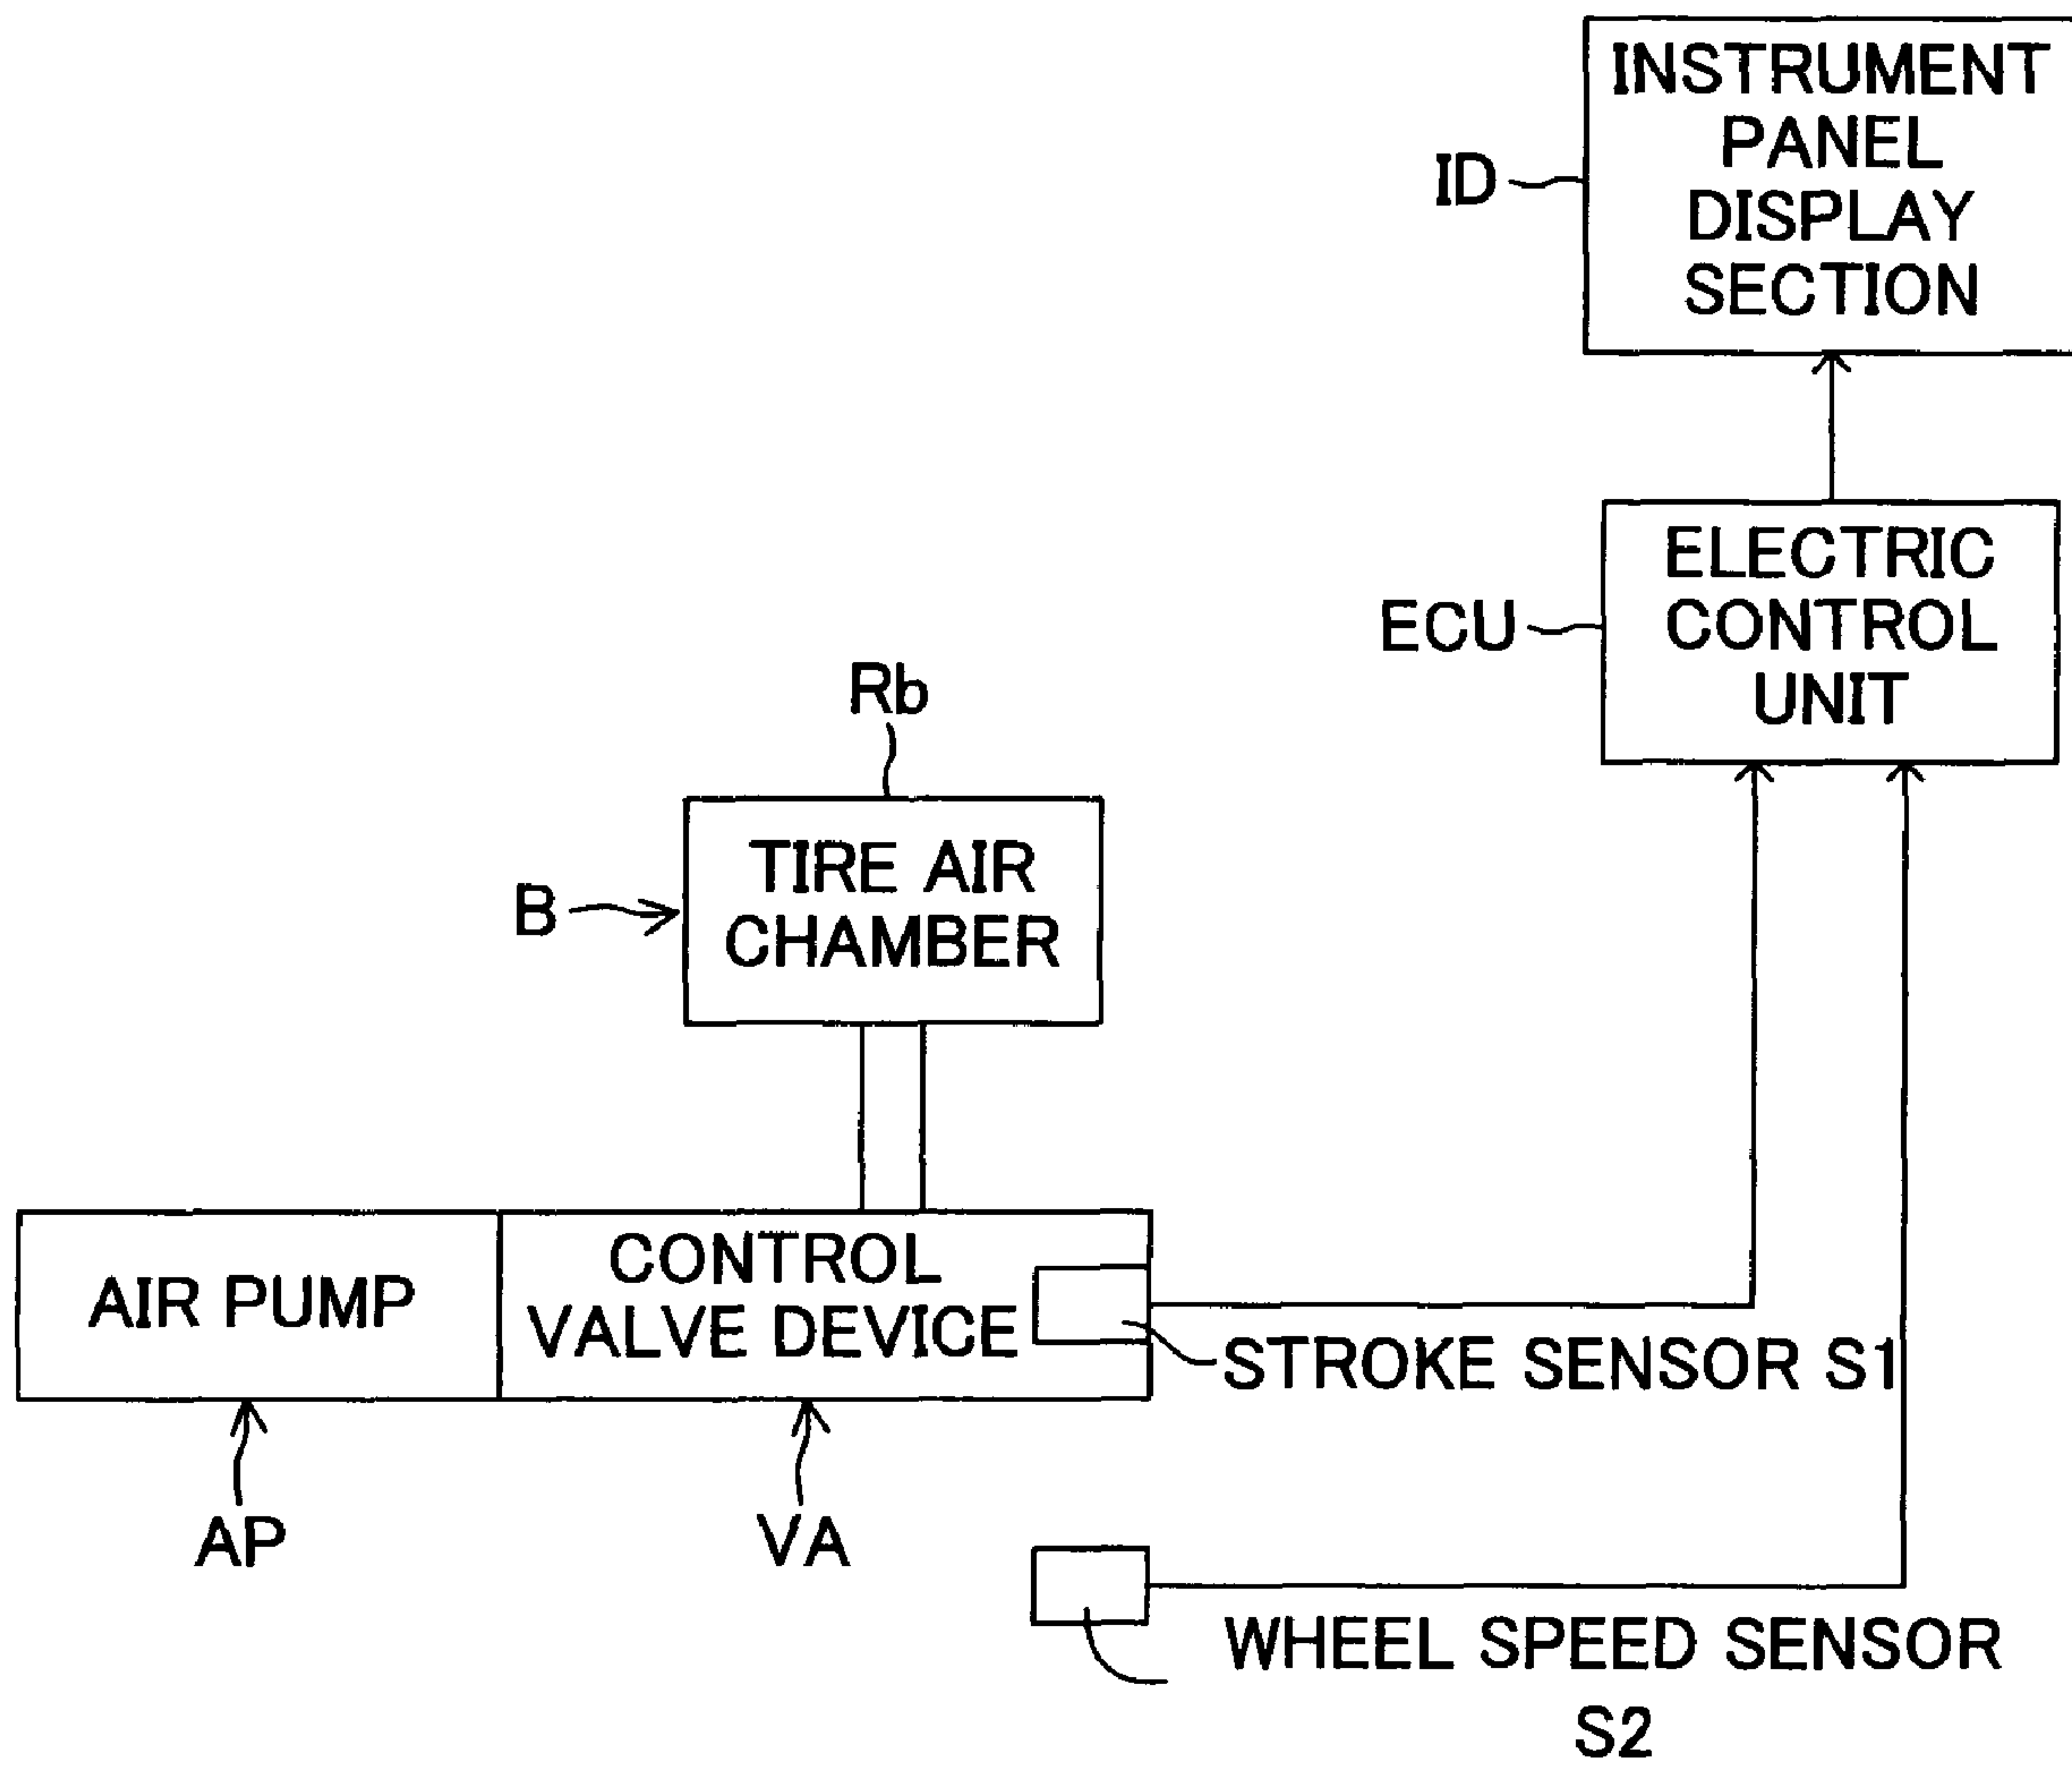 INSTRUMENT
PANEL
DISPLAY
SECTION
ID
ELECTRIC
CONTROL
UNIT
ECU
Rb
TIRE AIR
CHAMBER
B
AIR PUMP
CONTROL
VALVE DEVICE
STROKE SENSOR S1
AP
VA
WHEEL SPEED SENSOR
S2